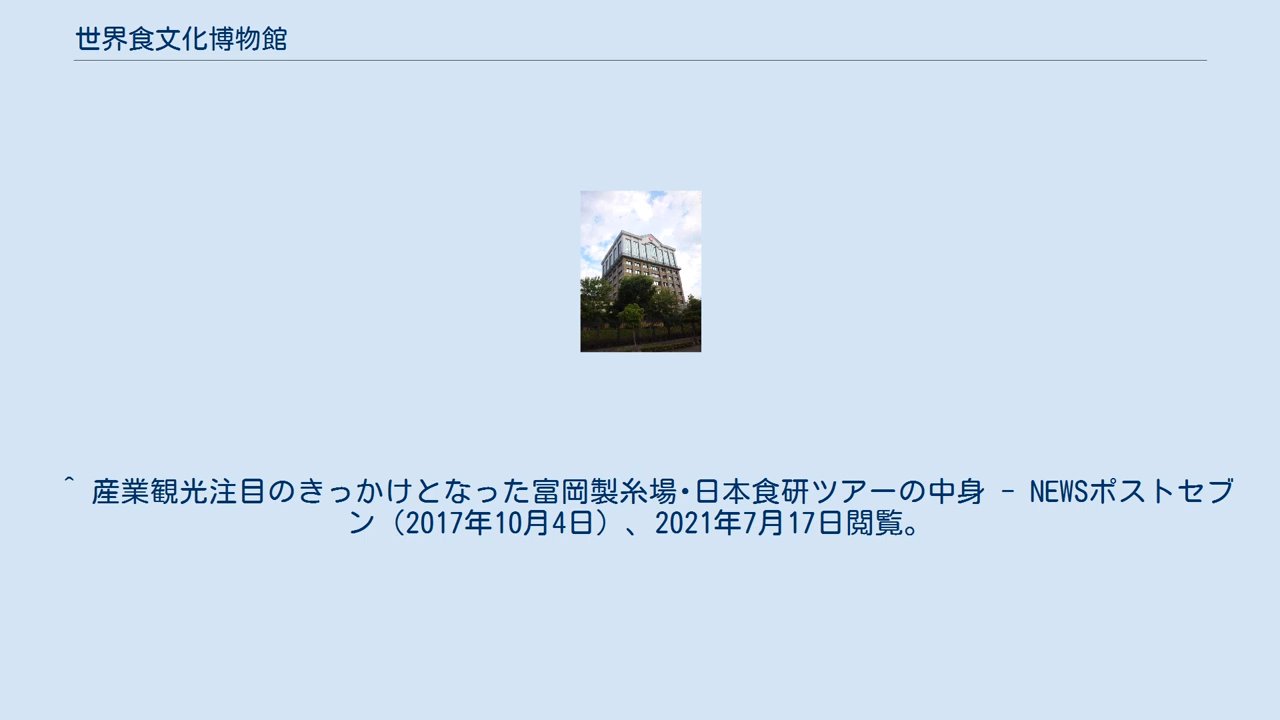 世界食文化博物館
^ 産業観光注目のきっかけとなった富岡製糸場・日本食研ツアーの中身 - NEWSポストセブ
ン（2017年10月4日）、2021年7月17日閲覧。